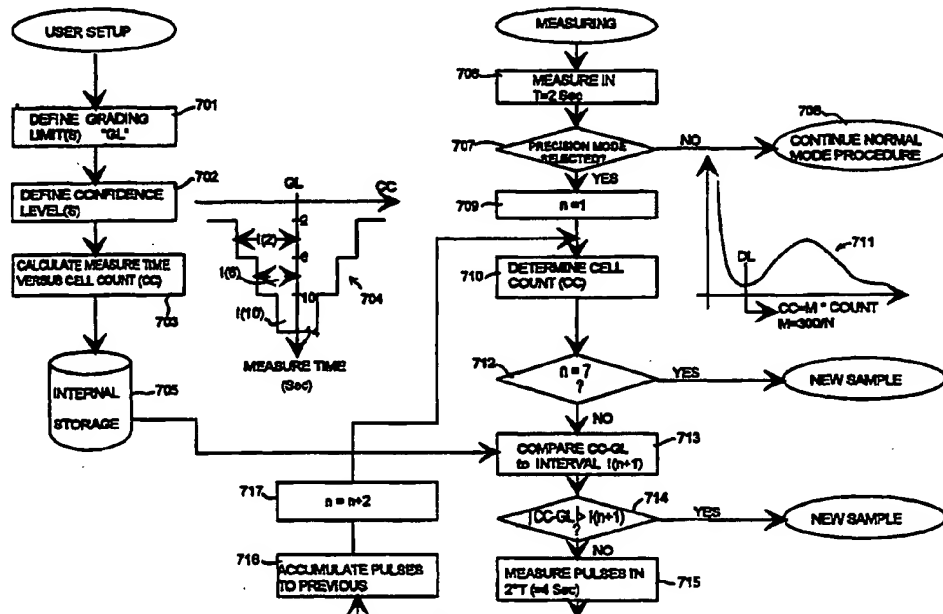 USER SETUP
701
DEFINE GRADING
LIMIT(S) "GL"
702
DEFINE CONFIDENCE
LEVEL(S)
CALCULATE MEASURE TIME
VERSUS CELL COUNT (CC)
703
INTERNAL
STORAGE
705
GL
CC
2
I(2)
6
I(6)
10
I(10)
14
704
MEASURE TIME
(Sec)
717
n = n+2
716
ACCUMULATE PULSES
TO PREVIOUS
MEASURING
706
MEASURE IN
T=2 Sec
707
PRECISION MODE
SELECTED?
NO
YES
708
CONTINUE NORMAL
MODE PROCEDURE
709
n =1
710
DETERMINE CELL
COUNT (CC)
711
DL
CC=M * COUNT
M=300/N
712
n = 7
?
YES
NEW SAMPLE
NO
COMPARE CC-GL
to INTERVAL I(n+1)
713
|CC-GL|> I(n+1)
?
714
YES
NEW SAMPLE
NO
MEASURE PULSES IN
2*T (=4 Sec)
715